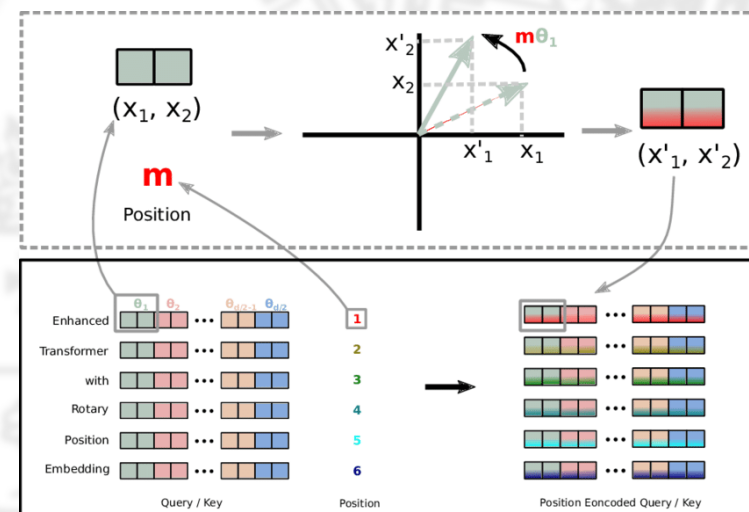 x'₂
mθ₁
x₂
(x₁, x₂)
x'₁
x₁
(x'₁, x'₂)
m
Position
θ₁ θ₂ θd/2-1 θd/2
Enhanced
1
Transformer
2
with
3
Rotary
4
Position
5
Embedding
6
Query / Key
Position
Position Eoncoded Query / Key